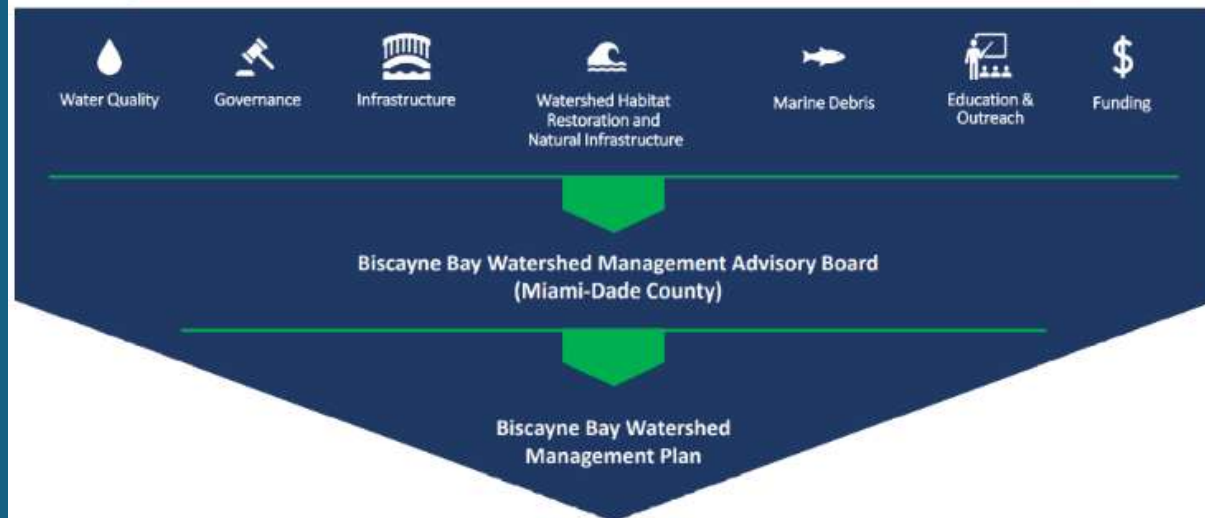 Water Quality
Governance
Infrastructure
Watershed Habitat
Restoration and
Natural Infrastructure
Marine Debris
Education &
Outreach
$
Funding
Biscayne Bay Watershed Management Advisory Board
(Miami-Dade County)
Biscayne Bay Watershed
Management Plan